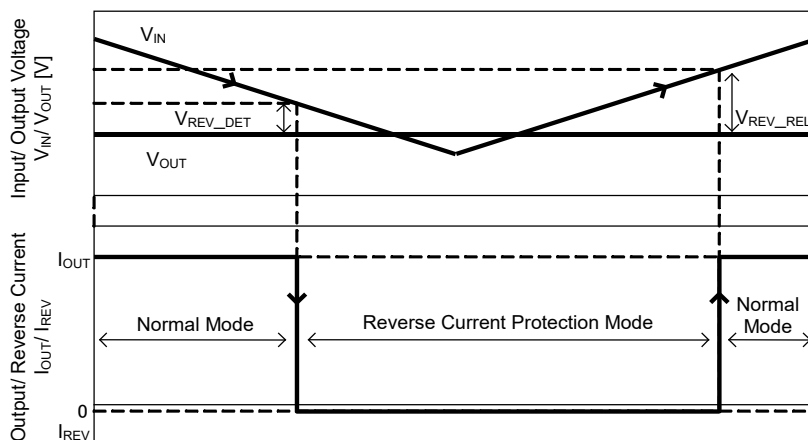 Input/ Output Voltage
VIN/ VOUT [V]
VIN
VREV_DET
VREV_REL
VOUT
Output/ Reverse Current
IOUT/ IREV
IOUT
Normal Mode
Reverse Current Protection Mode
Normal
Mode
0
IREV